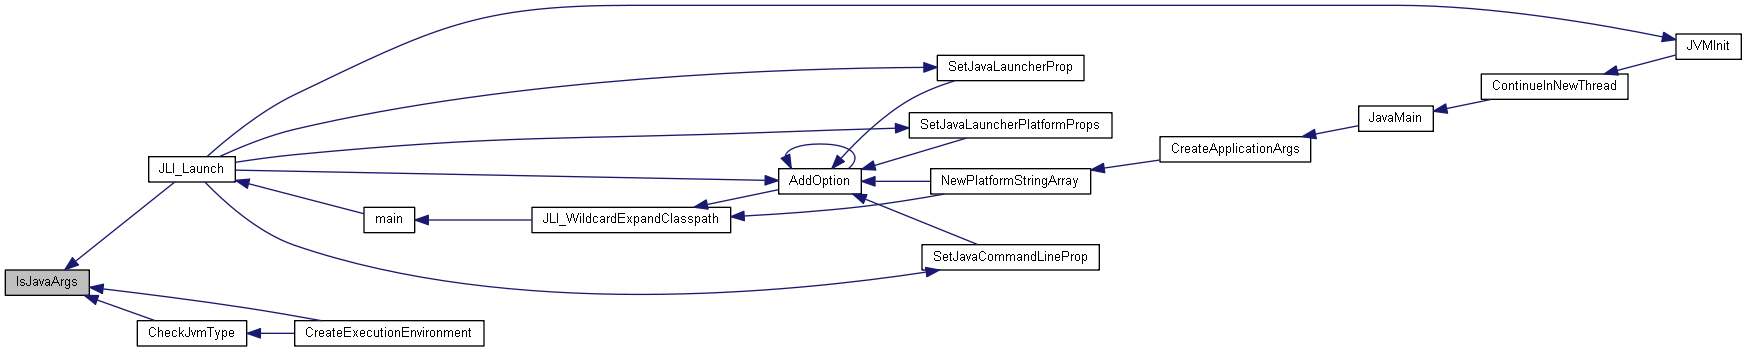 JVMInit
SetJavaLauncherProp
ContinueInNewThread
JavaMain
SetJavaLauncherPlatformProps
CreateApplicationArgs
JLI_Launch
AddOption
NewPlatformStringArray
main
JLI_WildcardExpandClasspath
SetJavaCommandLineProp
IsJavaArgs
CheckJvmType
CreateExecutionEnvironment